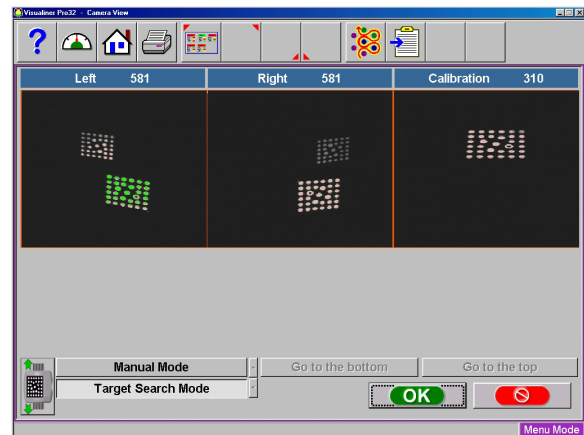 Visualiner Pro32 - Camera View
?
Left 581
Right 581
Calibration 310
Manual Mode
Go to the bottom
Go to the top
Target Search Mode
OK
Menu Mode